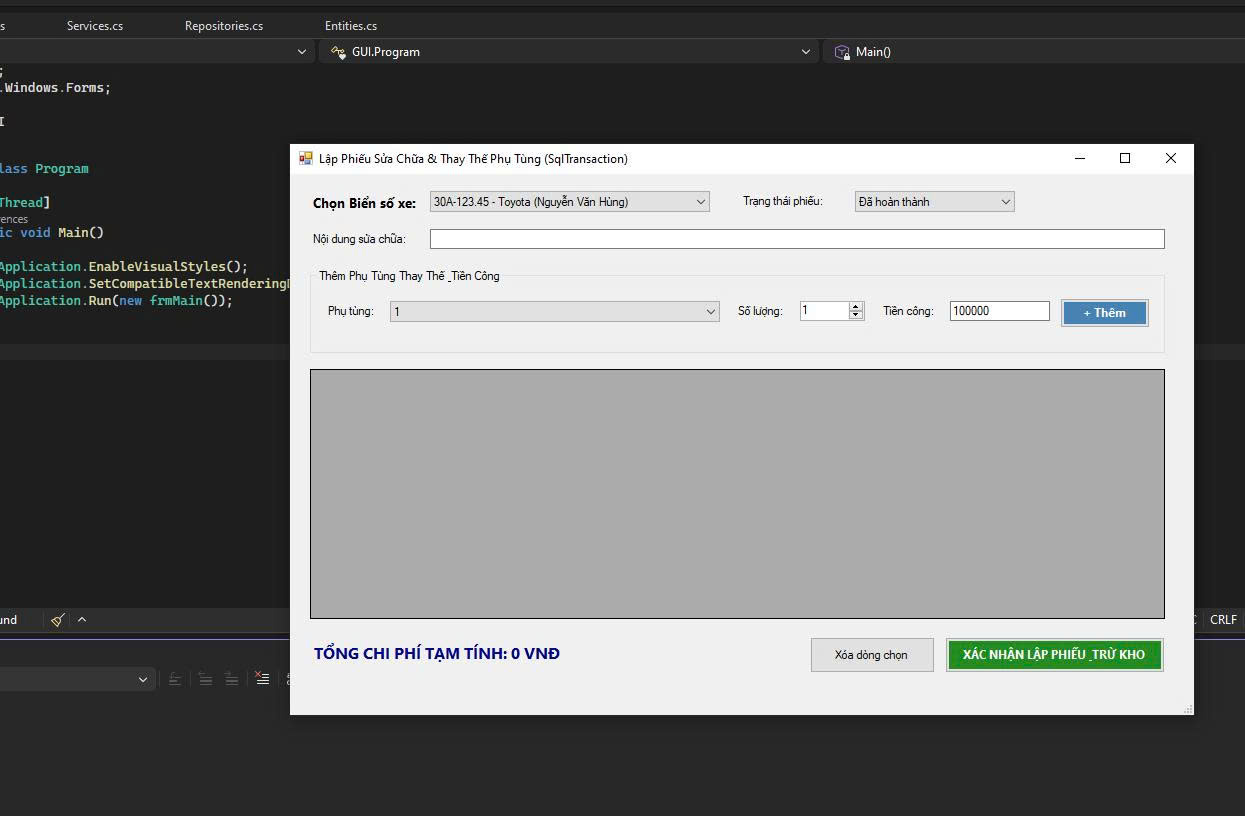 s Services.cs Repositories.cs Entities.cs
GUI.Program Main()
;
.Windows.Forms;
I
lass Program
Thread]
rences
ic void Main()
Application.EnableVisualStyles();
Application.SetCompatibleTextRendering
Application.Run(new frmMain());
Lập Phiếu Sửa Chữa & Thay Thế Phụ Tùng (SqlTransaction)
Chọn Biển số xe: 30A-123.45 - Toyota (Nguyễn Văn Hùng) Trạng thái phiếu: Đã hoàn thành
Nội dung sửa chữa:
Thêm Phụ Tùng Thay Thế _Tiền Công
Phụ tùng: 1 Số lượng: 1 Tiền công: 100000 + Thêm
TỔNG CHI PHÍ TẠM TÍNH: 0 VNĐ Xóa dòng chọn XÁC NHẬN LẬP PHIẾU _TRỪ KHO
und CRLF